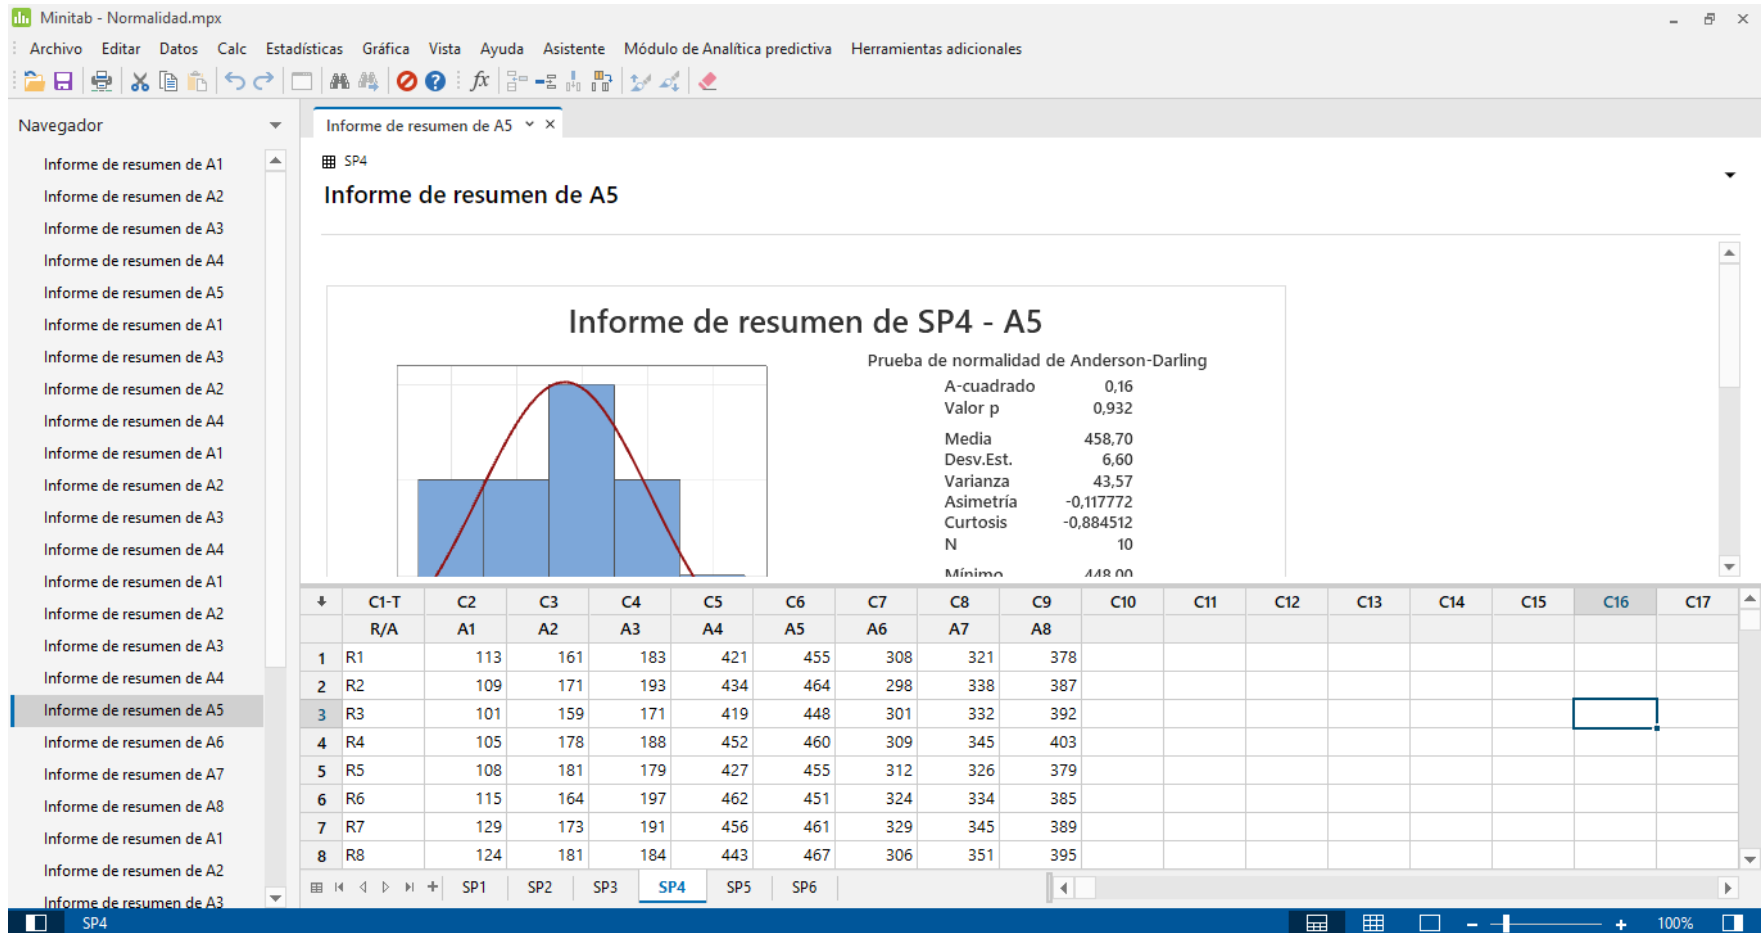 Minitab - Normalidad.mpx
Archivo Editar Datos Calc Estadísticas Gráfica Vista Ayuda Asistente Módulo de Analítica predictiva Herramientas adicionales
fx
Navegador
Informe de resumen de A1
Informe de resumen de A2
Informe de resumen de A3
Informe de resumen de A4
Informe de resumen de A5
Informe de resumen de A1
Informe de resumen de A3
Informe de resumen de A2
Informe de resumen de A4
Informe de resumen de A1
Informe de resumen de A2
Informe de resumen de A3
Informe de resumen de A4
Informe de resumen de A1
Informe de resumen de A2
Informe de resumen de A3
Informe de resumen de A4
Informe de resumen de A5
Informe de resumen de A6
Informe de resumen de A7
Informe de resumen de A8
Informe de resumen de A1
Informe de resumen de A2
Informe de resumen de A3
Informe de resumen de A5
SP4
Informe de resumen de A5
Informe de resumen de SP4 - A5
Prueba de normalidad de Anderson-Darling
A-cuadrado 0,16
Valor p 0,932
Media 458,70
Desv.Est. 6,60
Varianza 43,57
Asimetría -0,117772
Curtosis -0,884512
N 10
Mínimo 448,00
C1-T C2 C3 C4 C5 C6 C7 C8 C9 C10 C11 C12 C13 C14 C15 C16 C17
R/A A1 A2 A3 A4 A5 A6 A7 A8
1 R1 113 161 183 421 455 308 321 378
2 R2 109 171 193 434 464 298 338 387
3 R3 101 159 171 419 448 301 332 392
4 R4 105 178 188 452 460 309 345 403
5 R5 108 181 179 427 455 312 326 379
6 R6 115 164 197 462 451 324 334 385
7 R7 129 173 191 456 461 329 345 389
8 R8 124 181 184 443 467 306 351 395
SP1 SP2 SP3 SP4 SP5 SP6
SP4
100%